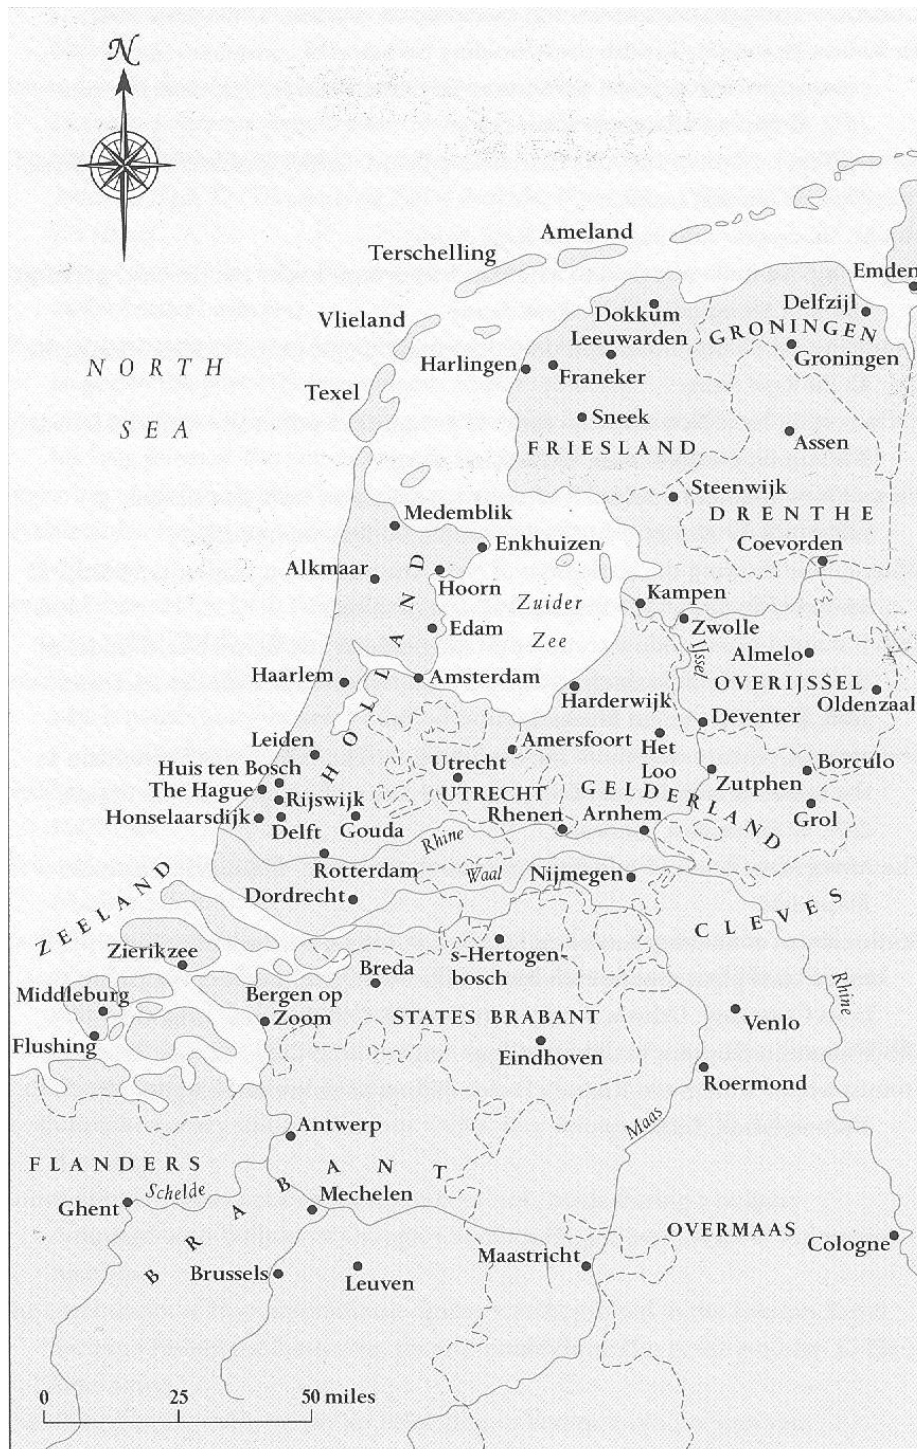 N
Ameland
Terschelling
Emden
Delfzijl
Dokkum
Vlieland
GRONINGEN
Leeuwarden
Groningen
NORTH
SEA
Harlingen
Franeker
Texel
Sneek
Assen
FRIESLAND
Steenwijk
DRENTHE
Medemblik
Enkhuizen
Coevorden
Alkmaar
Hoorn
HOLLAND
Zuider
Zee
Kampen
Edam
Zwolle
IJssel
Almelo
Haarlem
Amsterdam
OVERIJSSEL
Harderwijk
Oldenzaal
Deventer
Leiden
Amersfoort
Het
Loo
Huis ten Bosch
Utrecht
Borculo
Zutphen
The Hague
Rijswijk
UTRECHT
GELDERLAND
Honselaarsdijk
Delft
Gouda
Rhenen
Arnhem
Grol
Rhine
Rotterdam
Waal
Nijmegen
Dordrecht
ZEELAND
CLEVES
Zierikzee
s-Hertogen-
bosch
Breda
Rhine
Middleburg
Bergen op
Zoom
STATES BRABANT
Venlo
Flushing
Eindhoven
Roermond
Maas
Antwerp
FLANDERS
BRABANT
Schelde
Ghent
Mechelen
OVERMAAS
Cologne
Maastricht
Brussels
Leuven
0 25 50 miles